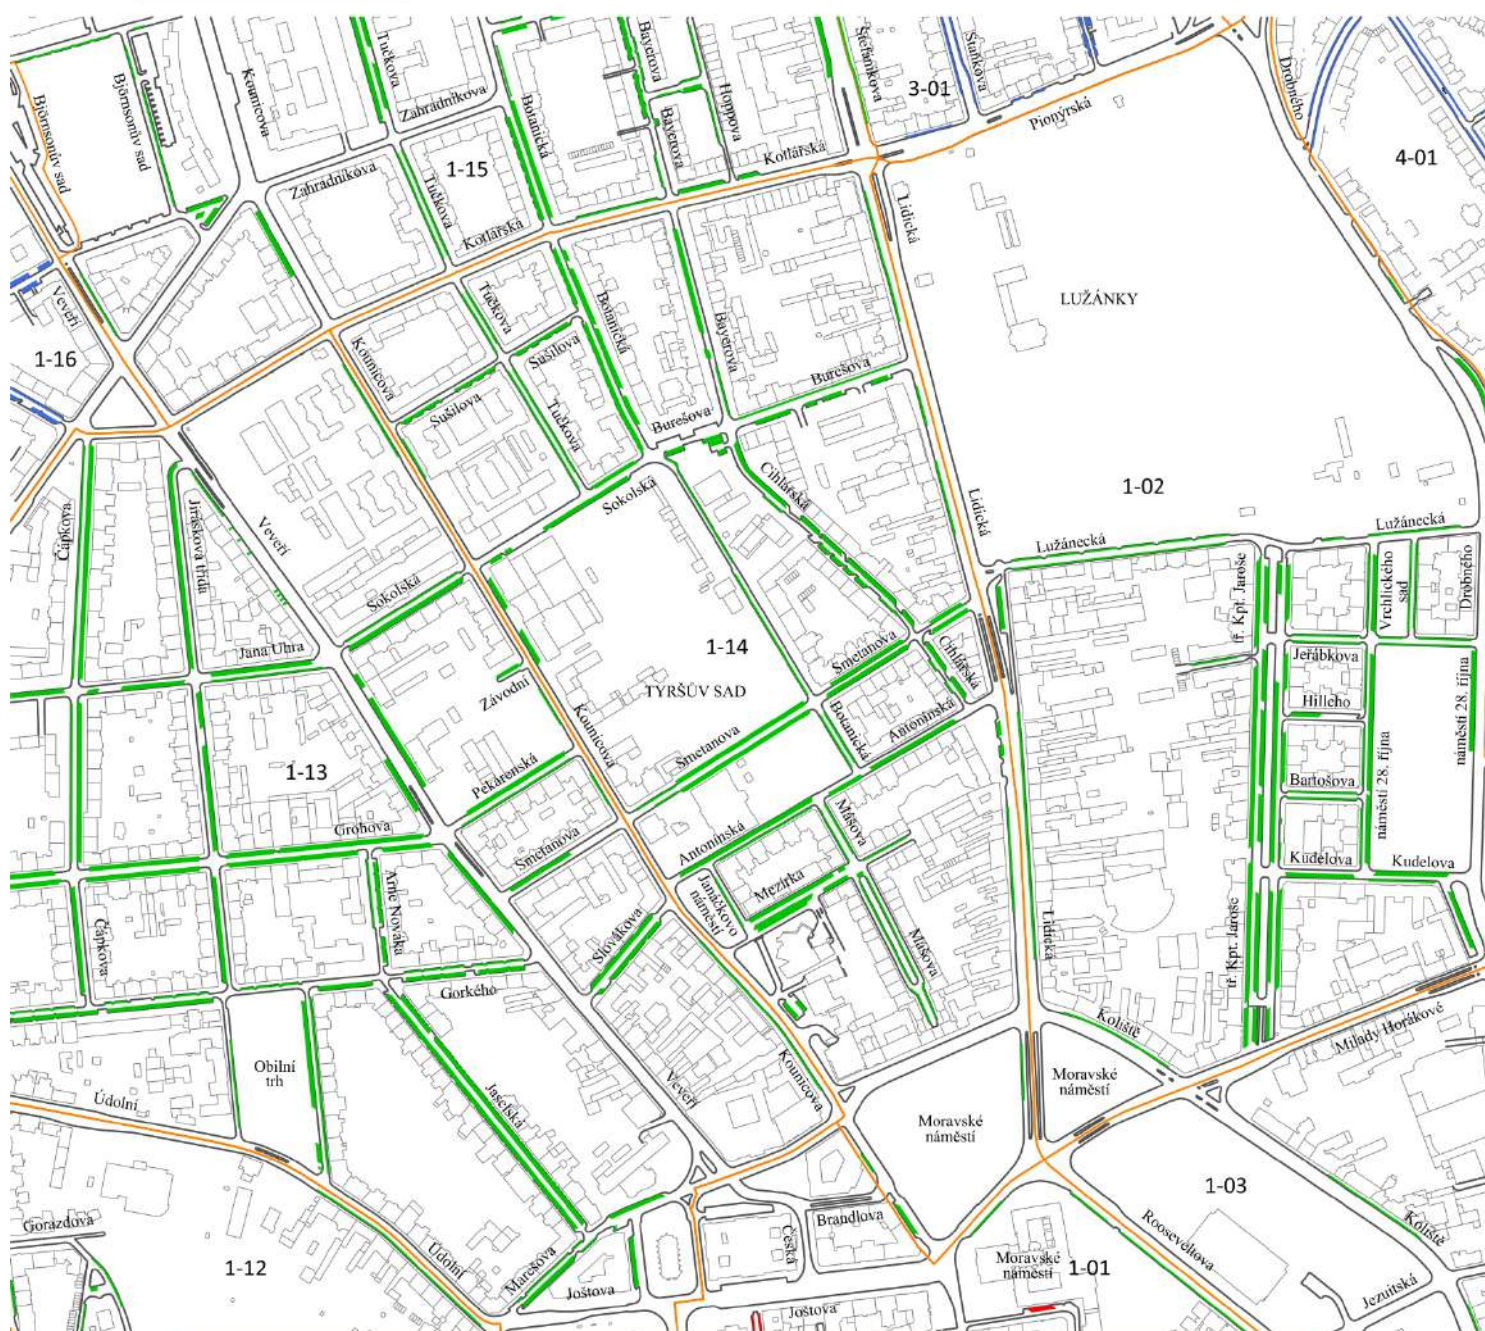 Björnsonův sad
Björnsonův sad
Kounicova
Tučkova
Zahradníkova
Botanická
Bayerova
Bayerova
Hoppova
Štefánikova
3-01
Staňkova
Pionýrská
Drobného
4-01
Zahradníkova
1-15
Tučkova
Kotlářská
Kotlářská
Lidická
LUŽÁNKY
Veveří
1-16
Kounicova
Tučkova
Sušilova
Botanická
Bayerova
Burešova
Sušilova
Tučkova
Burešova
Cihlářská
Sokolská
Lidická
1-02
Lužánecká
Lužánecká
Čápkova
Jiráskova třída
Veveří
Sokolská
tř. Kpt. Jaroše
Vrchlického
sad
Drobného
Jana Uhra
1-14
Smetanova
Cihlářská
Jeřábkova
TYRŠŮV SAD
Závodní
Kounicova
Botanická
Antonínská
Hilleho
náměstí 28. října
náměstí 28. října
Smetanova
1-13
Pekárenská
Bartošova
Grohova
Smetanova
Antonínská
Mášova
Kudelova
Kudelova
Arne Nováka
Mezírka
Janáčkovo
náměstí
Čápkova
Slovákova
Mášova
Lidická
tř. Kpt. Jaroše
Gorkého
Koliště
Milady Horákové
Obilní
trh
Údolní
Jaselská
Veveří
Kounicova
Moravské
náměstí
Moravské
náměstí
1-03
Gorazdova
1-12
Údolní
Marešova
Joštova
Česká
Brandlova
Moravské
náměstí
1-01
Rooseveltova
Koliště
Joštova
Jezuitská